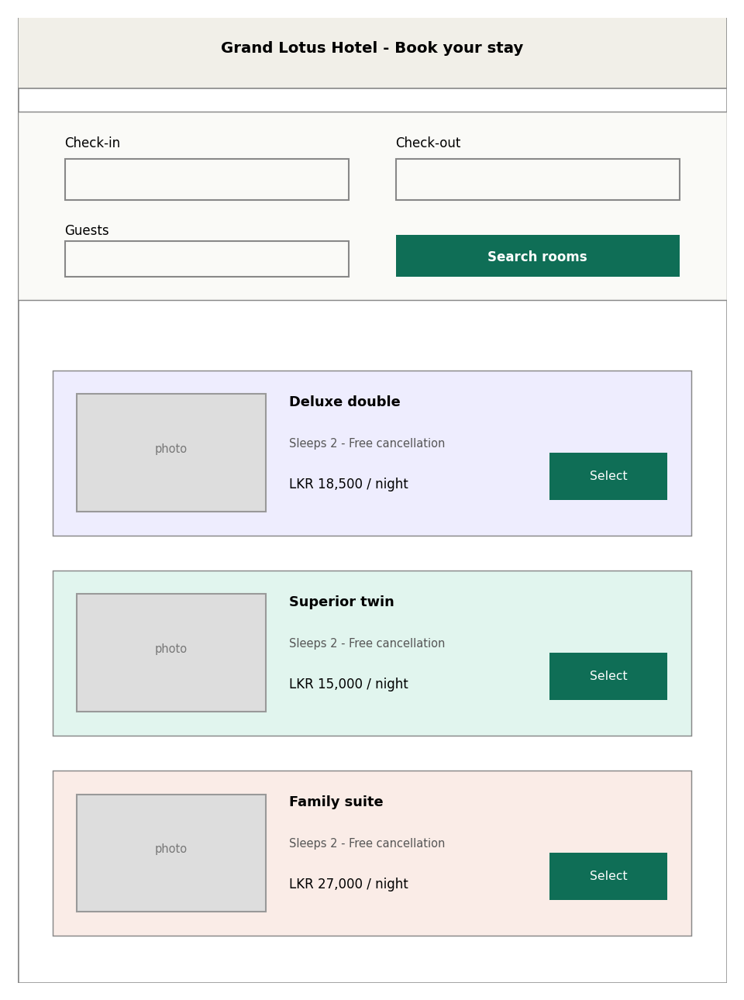 Grand Lotus Hotel - Book your stay
Check-in
Check-out
Guests
Search rooms
photo
Deluxe double
Sleeps 2 - Free cancellation
LKR 18,500 / night
Select
photo
Superior twin
Sleeps 2 - Free cancellation
LKR 15,000 / night
Select
photo
Family suite
Sleeps 2 - Free cancellation
LKR 27,000 / night
Select